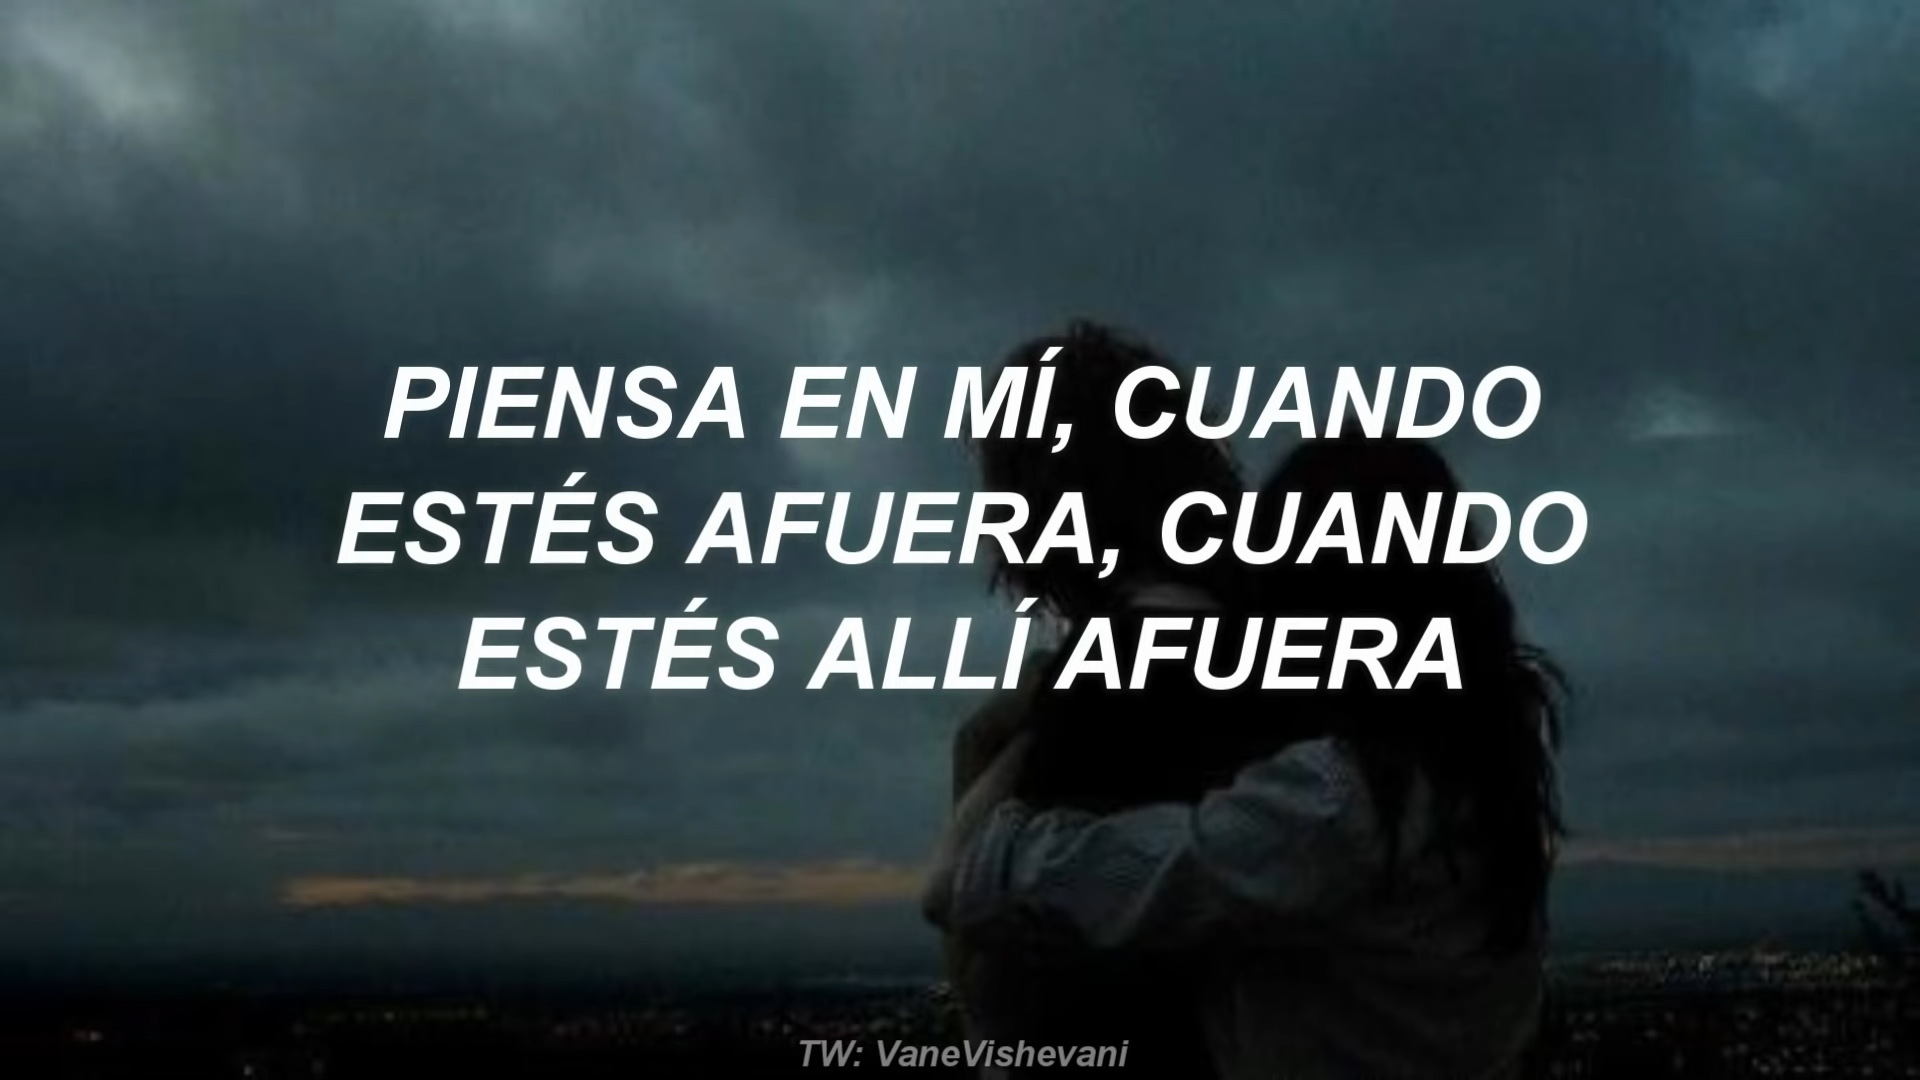 PIENSA EN MÍ, CUANDO
ESTÉS AFUERA, CUANDO
ESTÉS ALLÍ AFUERA
TW: VaneVishevani